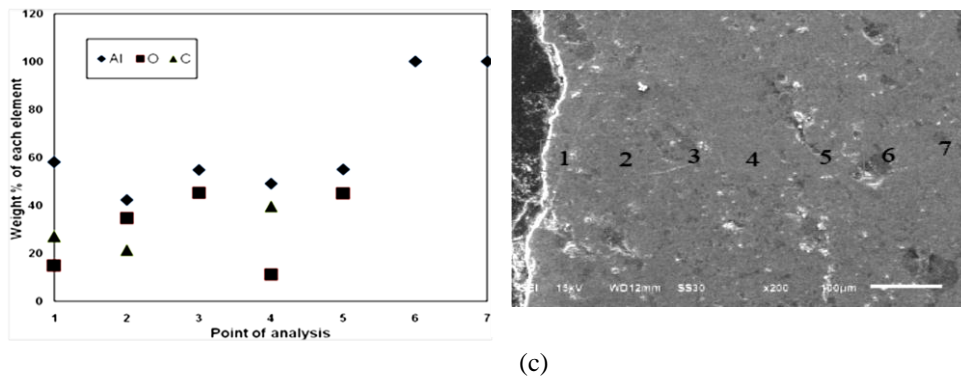 120
100
80
60
40
20
0
Weight % of each element
Al O C
1 2 3 4 5 6 7
Point of analysis
1 2 3 4 5 6 7
SEI 15kV WD12mm SS30 x200 100µm
(c)